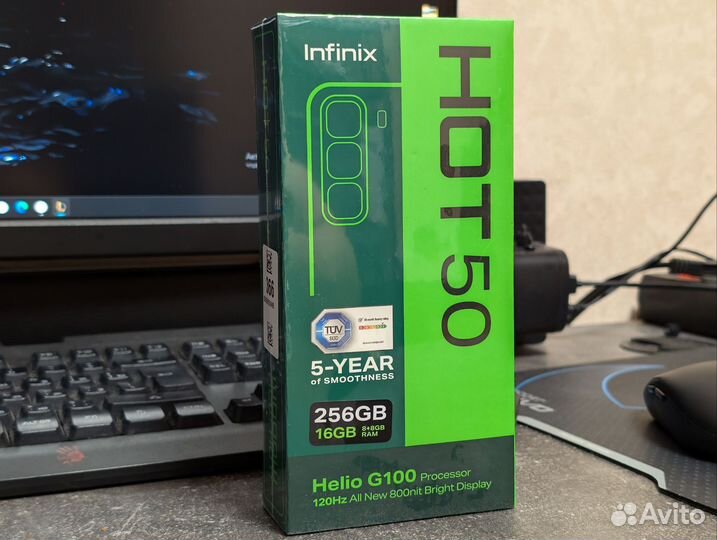 Infinix
HOT 50
TÜV
SÜD
5-YEAR
of SMOOTHNESS
256GB
16GB 8+8GB RAM
Helio G100 Processor
120Hz All New 800nit Bright Display
Avito